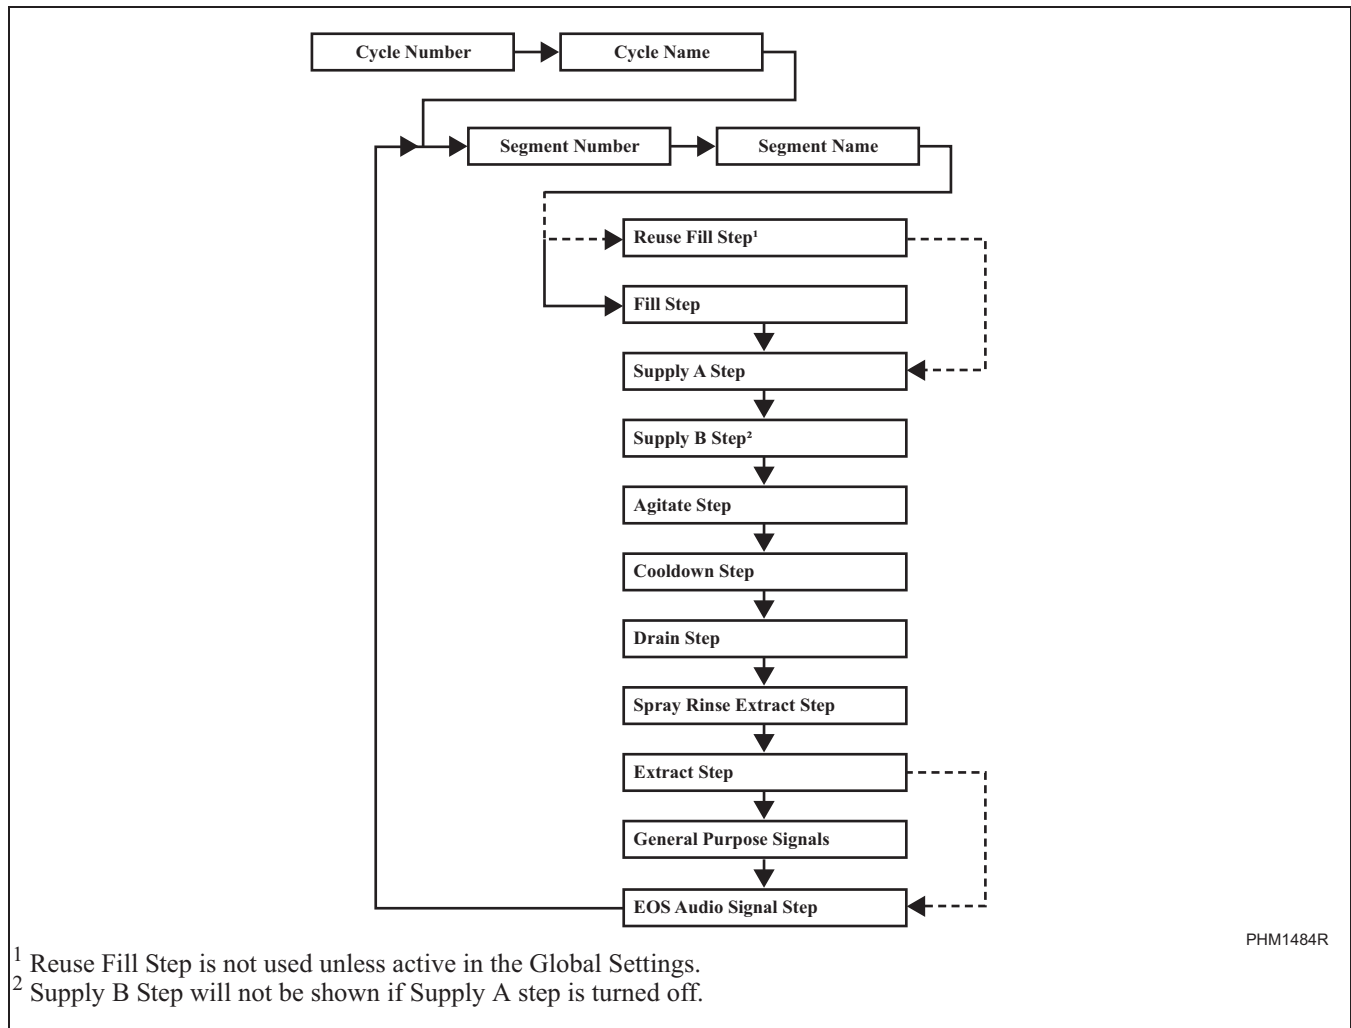 Cycle Number
Cycle Name
Segment Number
Segment Name
Reuse Fill Step¹
Fill Step
Supply A Step
Supply B Step²
Agitate Step
Cooldown Step
Drain Step
Spray Rinse Extract Step
Extract Step
General Purpose Signals
EOS Audio Signal Step
PHM1484R
¹ Reuse Fill Step is not used unless active in the Global Settings.
² Supply B Step will not be shown if Supply A step is turned off.